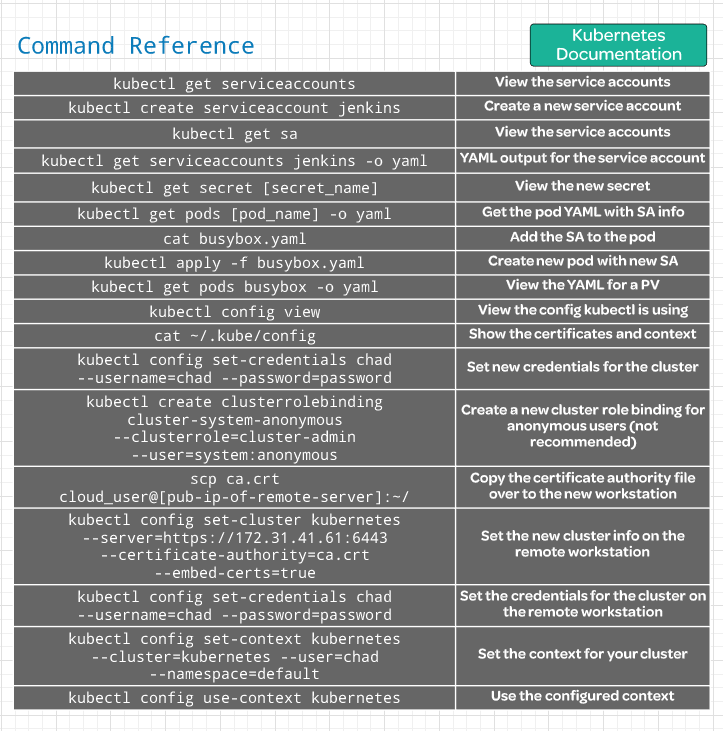 Command Reference
Kubernetes
Documentation
kubectl get serviceaccounts
View the service accounts
kubectl create serviceaccount jenkins
Create a new service account
kubectl get sa
View the service accounts
kubectl get serviceaccounts jenkins -o yaml
YAML output for the service account
kubectl get secret [secret_name]
View the new secret
kubectl get pods [pod_name] -o yaml
Get the pod YAML with SA info
cat busybox.yaml
Add the SA to the pod
kubectl apply -f busybox.yaml
Create new pod with new SA
kubectl get pods busybox -o yaml
View the YAML for a PV
kubectl config view
View the config kubectl is using
cat ~/.kube/config
Show the certificates and context
kubectl config set-credentials chad
--username=chad --password=password
Set new credentials for the cluster
kubectl create clusterrolebinding
cluster-system-anonymous
--clusterrole=cluster-admin
--user=system:anonymous
Create a new cluster role binding for
anonymous users (not
recommended)
scp ca.crt
cloud_user@[pub-ip-of-remote-server]:~/
Copy the certificate authority file
over to the new workstation
kubectl config set-cluster kubernetes
--server=https://172.31.41.61:6443
--certificate-authority=ca.crt
--embed-certs=true
Set the new cluster info on the
remote workstation
kubectl config set-credentials chad
--username=chad --password=password
Set the credentials for the cluster on
the remote workstation
kubectl config set-context kubernetes
--cluster=kubernetes --user=chad
--namespace=default
Set the context for your cluster
kubectl config use-context kubernetes
Use the configured context